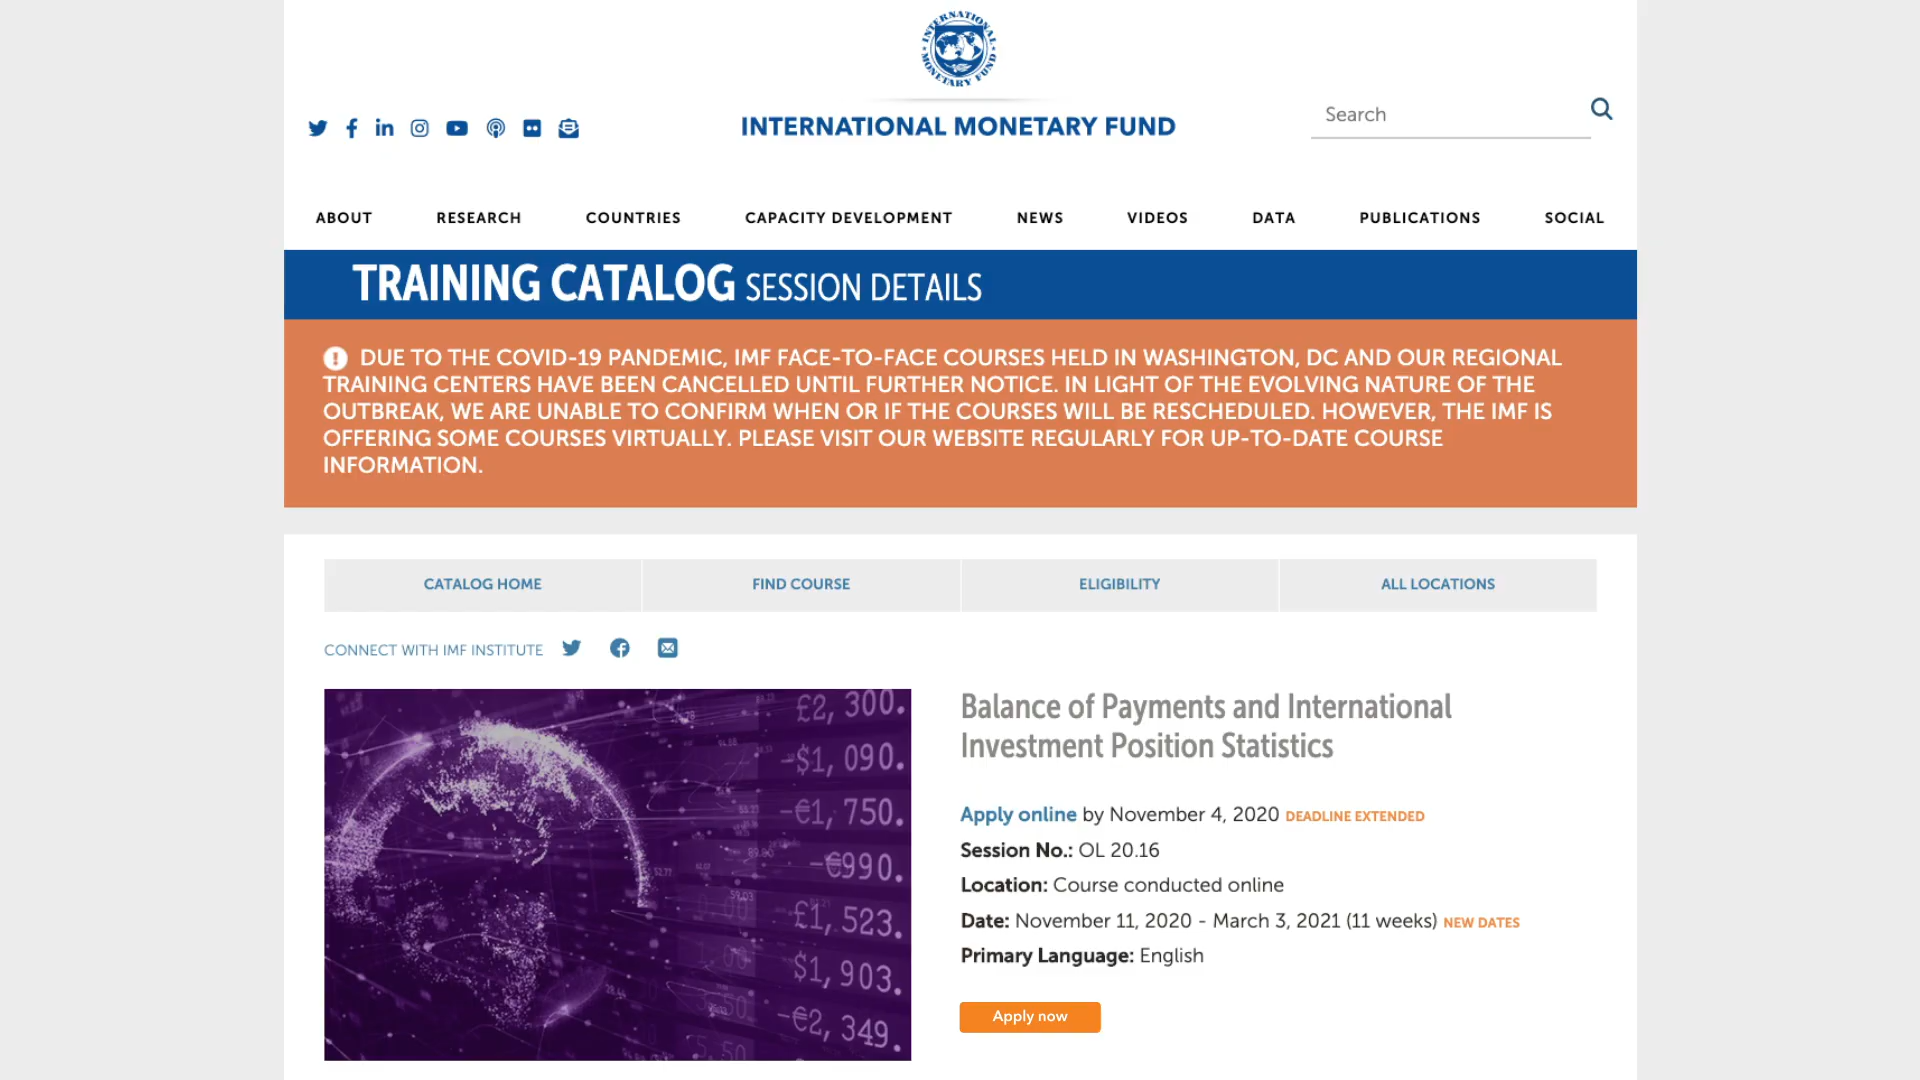 INTERNATIONAL MONETARY FUND
INTERNATIONAL MONETARY FUND
Search
ABOUT RESEARCH COUNTRIES CAPACITY DEVELOPMENT NEWS VIDEOS DATA PUBLICATIONS SOCIAL
TRAINING CATALOG SESSION DETAILS
DUE TO THE COVID-19 PANDEMIC, IMF FACE-TO-FACE COURSES HELD IN WASHINGTON, DC AND OUR REGIONAL
TRAINING CENTERS HAVE BEEN CANCELLED UNTIL FURTHER NOTICE. IN LIGHT OF THE EVOLVING NATURE OF THE
OUTBREAK, WE ARE UNABLE TO CONFIRM WHEN OR IF THE COURSES WILL BE RESCHEDULED. HOWEVER, THE IMF IS
OFFERING SOME COURSES VIRTUALLY. PLEASE VISIT OUR WEBSITE REGULARLY FOR UP-TO-DATE COURSE
INFORMATION.
CATALOG HOME FIND COURSE ELIGIBILITY ALL LOCATIONS
CONNECT WITH IMF INSTITUTE
£2, 300.
-$1, 090.
-€1, 750.
-€990.
£1, 523.
$1, 903.
-€2, 349.
Balance of Payments and International
Investment Position Statistics
Apply online by November 4, 2020 DEADLINE EXTENDED
Session No.: OL 20.16
Location: Course conducted online
Date: November 11, 2020 - March 3, 2021 (11 weeks) NEW DATES
Primary Language: English
Apply now